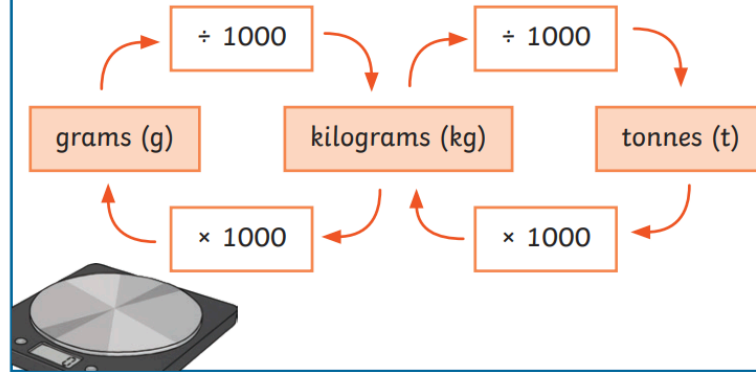 ÷ 1000
÷ 1000
grams (g)
kilograms (kg)
tonnes (t)
× 1000
× 1000